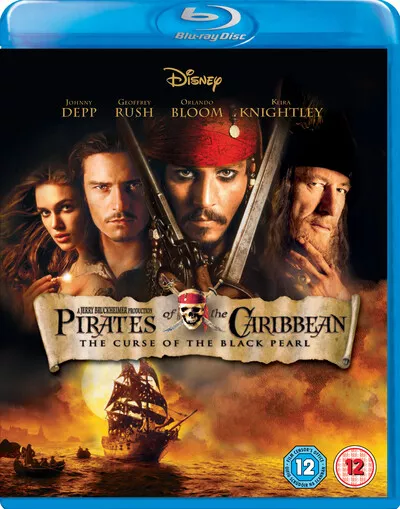 Blu-ray Disc
Disney
JOHNNY DEPP
GEOFFREY RUSH
ORLANDO BLOOM
KEIRA KNIGHTLEY
A JERRY BRUCKHEIMER PRODUCTION
PIRATES of the CARIBBEAN
THE CURSE OF THE BLACK PEARL
12
12